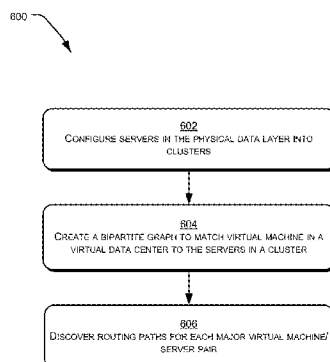 600
602
CONFIGURE SERVERS IN THE PHYSICAL DATA LAYER INTO
CLUSTERS
604
CREATE A BIPARTITE GRAPH TO MATCH VIRTUAL MACHINE IN A
VIRTUAL DATA CENTER TO THE SERVERS IN A CLUSTER
606
DISCOVER ROUTING PATHS FOR EACH MAJOR VIRTUAL MACHINE/
SERVER PAIR